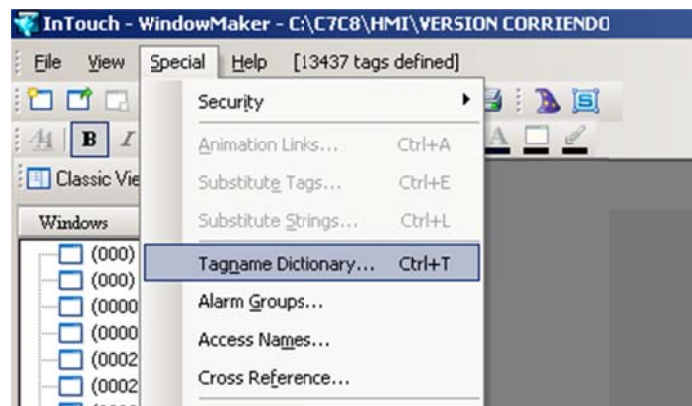 InTouch - WindowMaker - C:\C7C8\HMI\VERSION CORRIENDO
File View Special Help [13437 tags defined]
Security
B I A
Animation Links... Ctrl+A
Classic Vie
Substitute Tags... Ctrl+E
Windows
Substitute Strings... Ctrl+L
(000)
Tagname Dictionary... Ctrl+T
(000)
(0000
Alarm Groups...
(0000
Access Names...
(0002
(0002
Cross Reference...